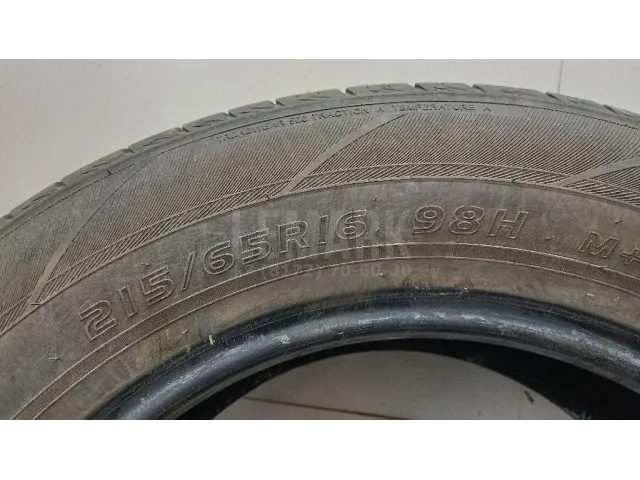 TREADWEAR 500 TRACTION A TEMPERATURE A
215/65R16 98H M+